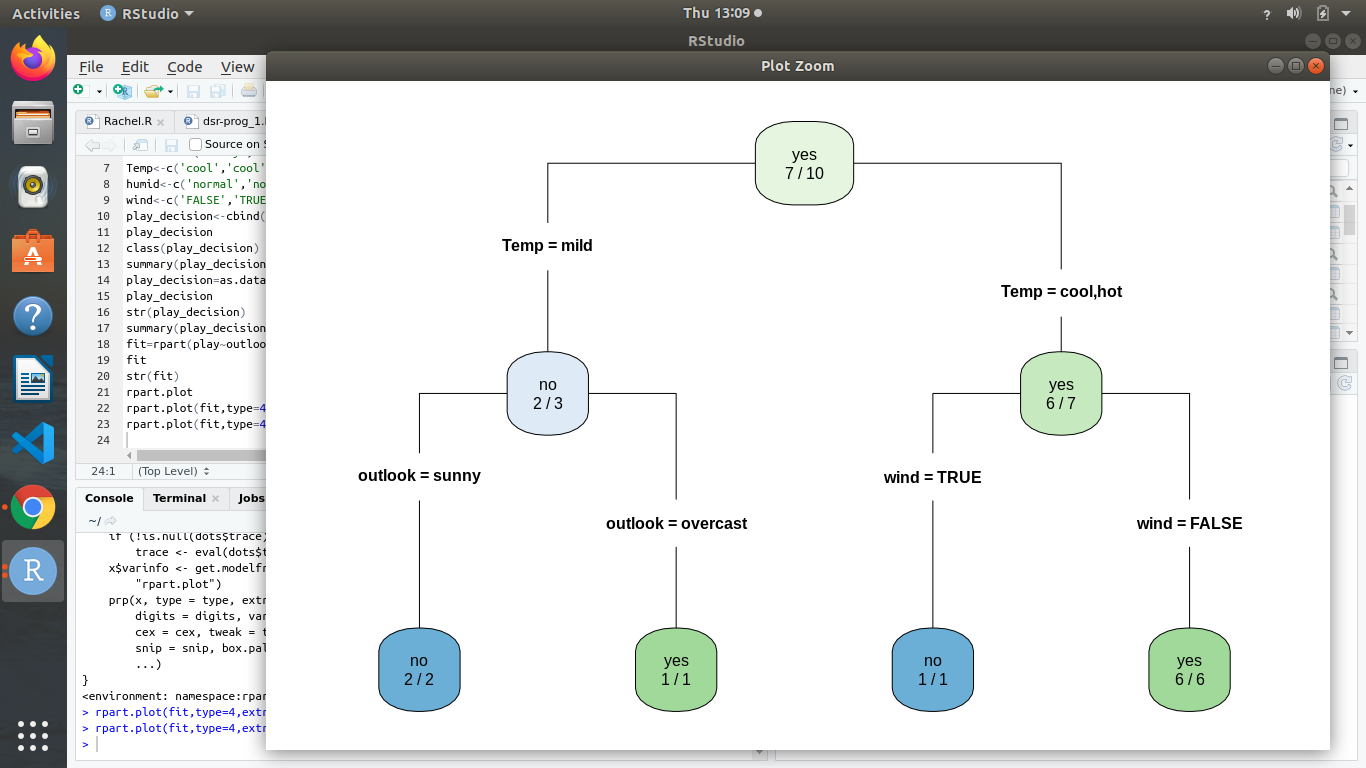 Activities
RStudio
Thu 13:09
?
RStudio
Plot Zoom
File Edit Code View
Rachel.R
dsr-prog_1.
Source on S
7 Temp<-c('cool','cool'
8 humid<-c('normal','no
9 wind<-c('FALSE','TRUE
10 play_decision<-cbind(
11 play_decision
12 class(play_decision)
13 summary(play_decision
14 play_decision=as.data
15 play_decision
16 str(play_decision)
17 summary(play_decision
18 fit=rpart(play~outloo
19 fit
20 str(fit)
21 rpart.plot
22 rpart.plot(fit,type=4
23 rpart.plot(fit,type=4
24
24:1 (Top Level)
Console Terminal Jobs
~/
if (!is.null(dots$trace)
trace <- eval(dots$t
x$varinfo <- get.modelfr
"rpart.plot")
prp(x, type = type, extr
digits = digits, var
cex = cex, tweak = t
snip = snip, box.pal
...)
}
<environment: namespace:rpar
> rpart.plot(fit,type=4,extr
> rpart.plot(fit,type=4,extr
>
ne)
yes
7 / 10
Temp = mild
Temp = cool,hot
no
2 / 3
yes
6 / 7
outlook = sunny
outlook = overcast
wind = TRUE
wind = FALSE
no
2 / 2
yes
1 / 1
no
1 / 1
yes
6 / 6